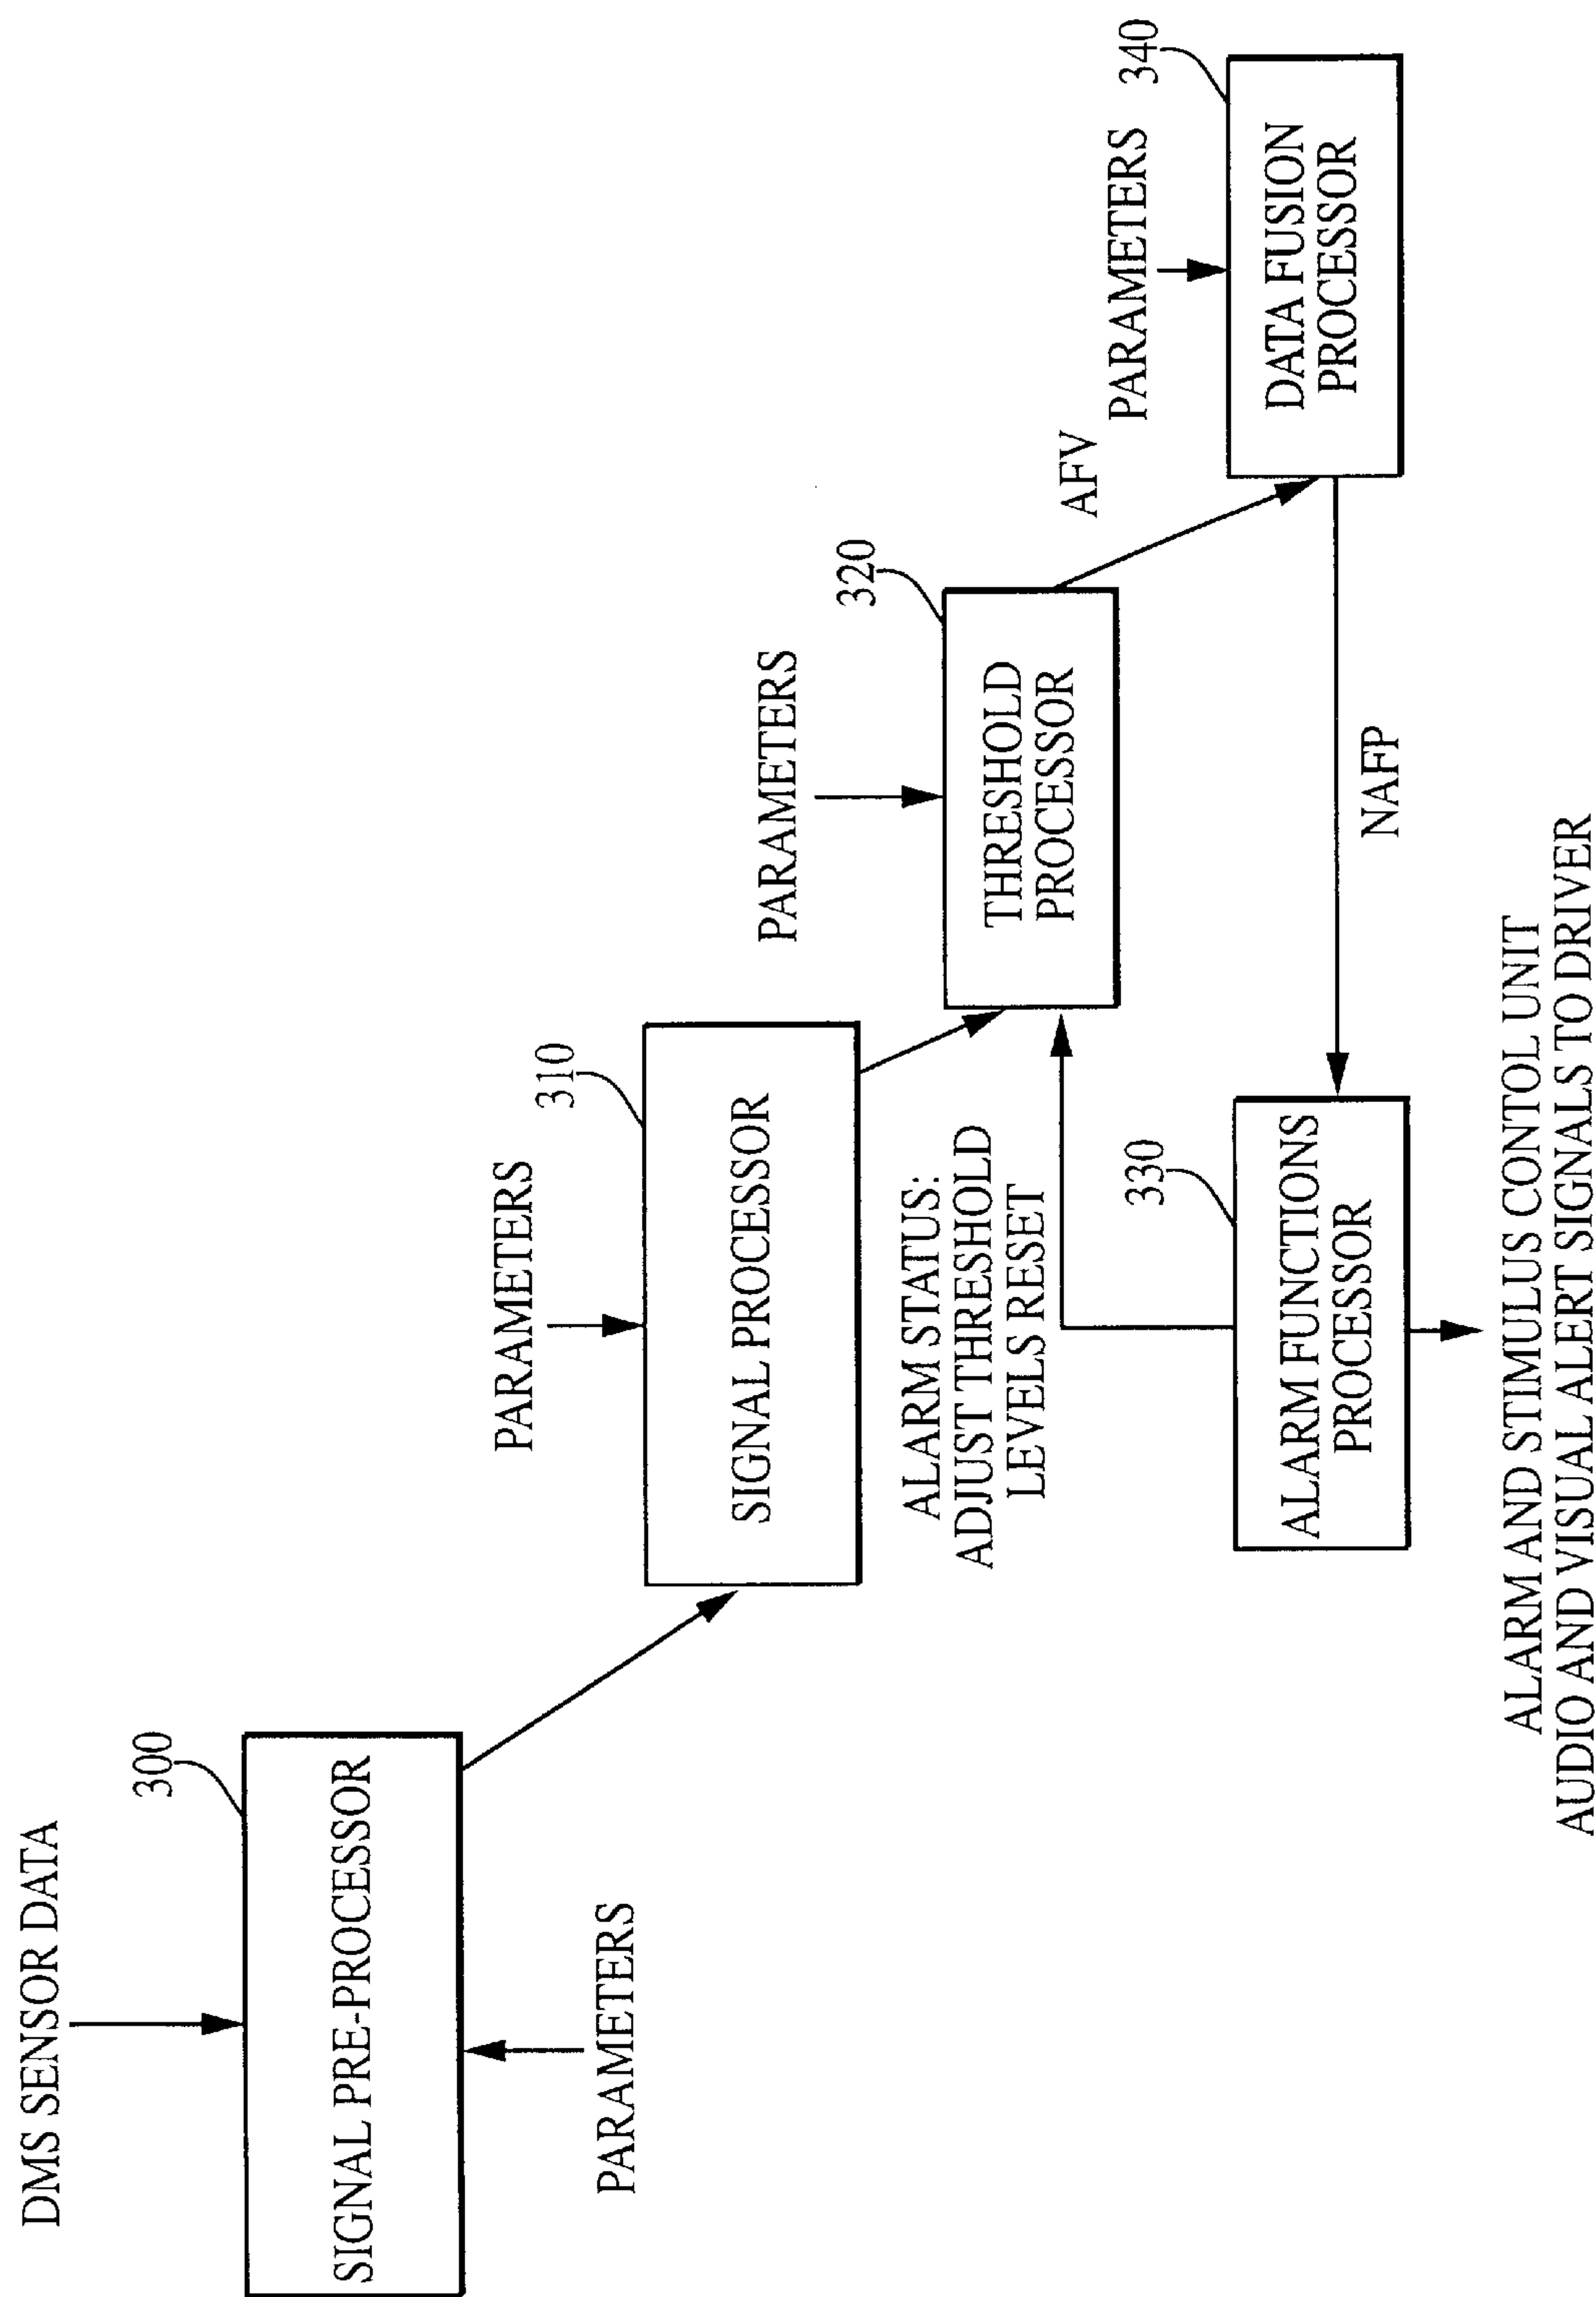 DMS SENSOR DATA
300
SIGNAL PRE-PROCESSOR
PARAMETERS
PARAMETERS
310
SIGNAL PROCESSOR
PARAMETERS
320
THRESHOLD
PROCESSOR
ALARM STATUS:
ADJUST THRESHOLD
LEVELS RESET
AFV
PARAMETERS
340
DATA FUSION
PROCESSOR
330
ALARM FUNCTIONS
PROCESSOR
NAFP
ALARM AND STIMULUS CONTOL UNIT
AUDIO AND VISUAL ALERT SIGNALS TO DRIVER